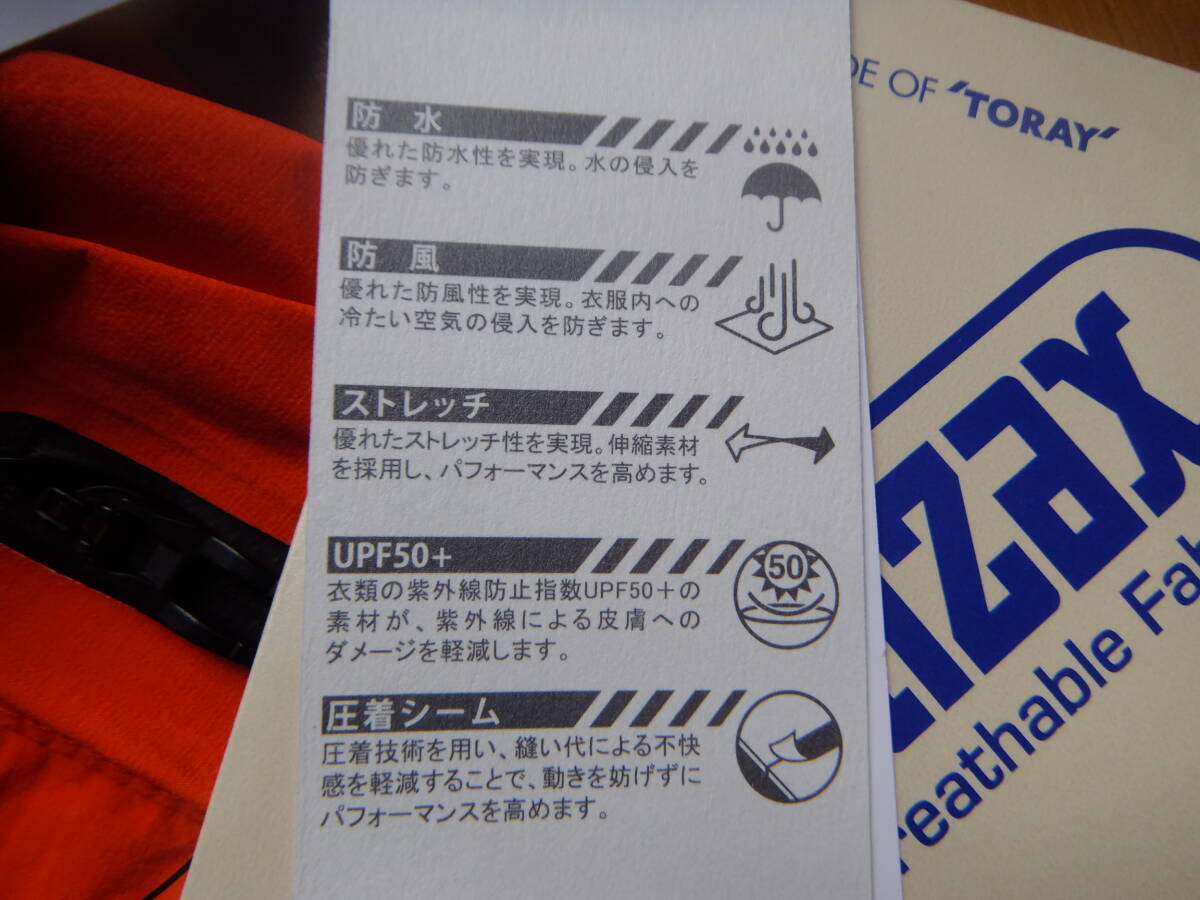 防 水
優れた防水性を実現。水の侵入を
防ぎます。
防 風
優れた防風性を実現。衣服内への
冷たい空気の侵入を防ぎます。
ストレッチ
優れたストレッチ性を実現。伸縮素材
を採用し、パフォーマンスを高めます。
UPF50+
50
衣類の紫外線防止指数UPF50+の
素材が、紫外線による皮膚への
ダメージを軽減します。
圧着シーム
圧着技術を用い、縫い代による不快
感を軽減することで、動きを妨げずに
パフォーマンスを高めます。
OF 'TORAY'